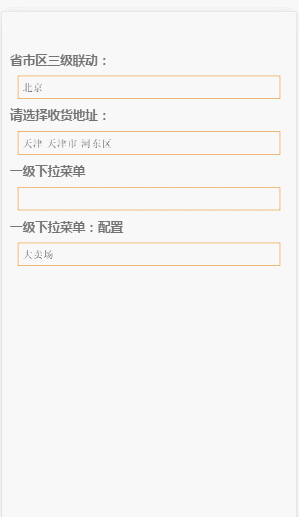 省市区三级联动：
北京
请选择收货地址：
天津 天津市 河东区
一级下拉菜单
一级下拉菜单：配置
大卖场